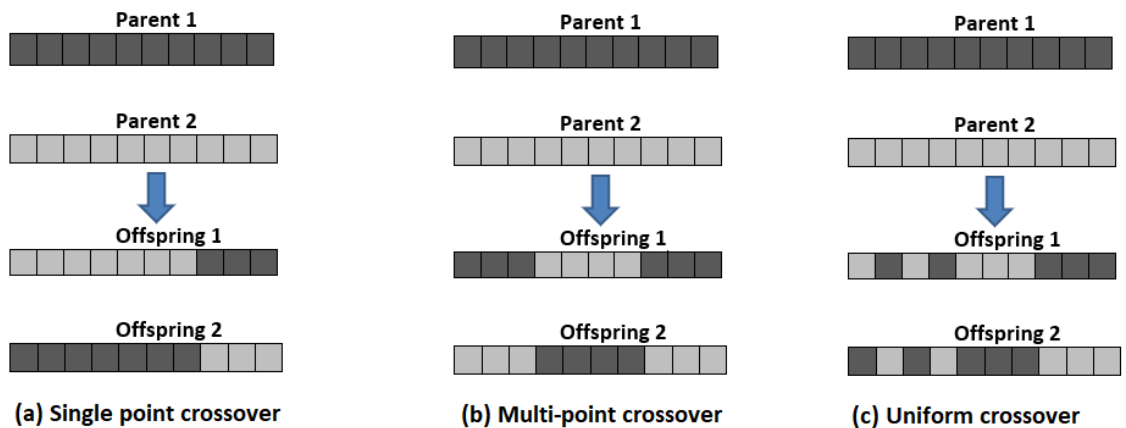 Parent 1
Parent 2
Offspring 1
Offspring 2
(a) Single point crossover
Parent 1
Parent 2
Offspring 1
Offspring 2
(b) Multi-point crossover
Parent 1
Parent 2
Offspring 1
Offspring 2
(c) Uniform crossover